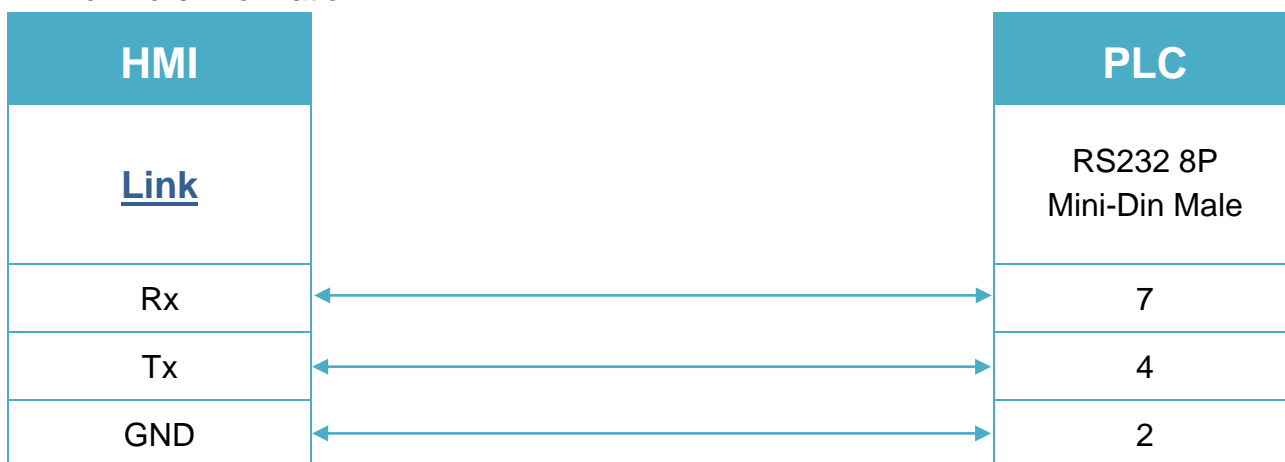 HMI
PLC
Link
RS232 8P
Mini-Din Male
Rx
7
Tx
4
GND
2